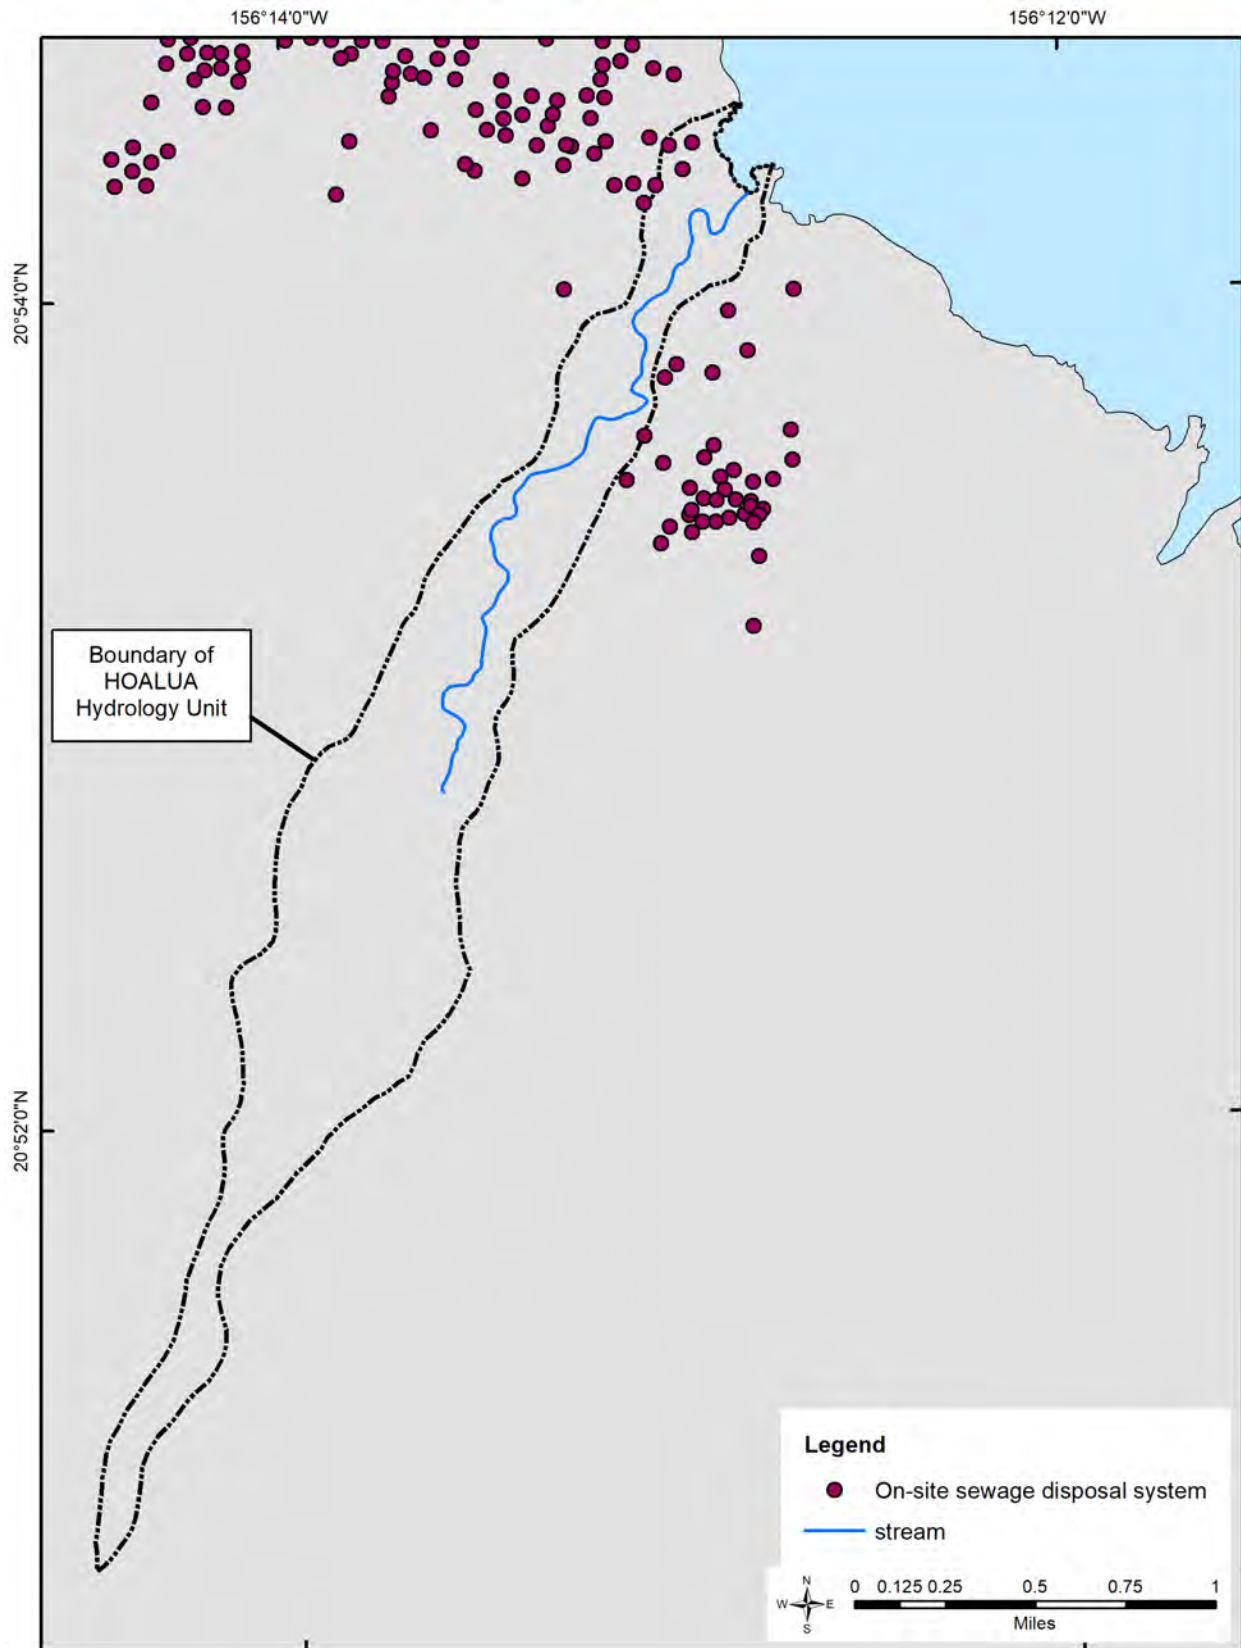 156°14'0"W
156°12'0"W
20°54'0"N
Boundary of
HOALUA
Hydrology Unit
20°52'0"N
Legend
On-site sewage disposal system
stream
N
W
E
S
0 0.125 0.25 0.5 0.75 1
Miles